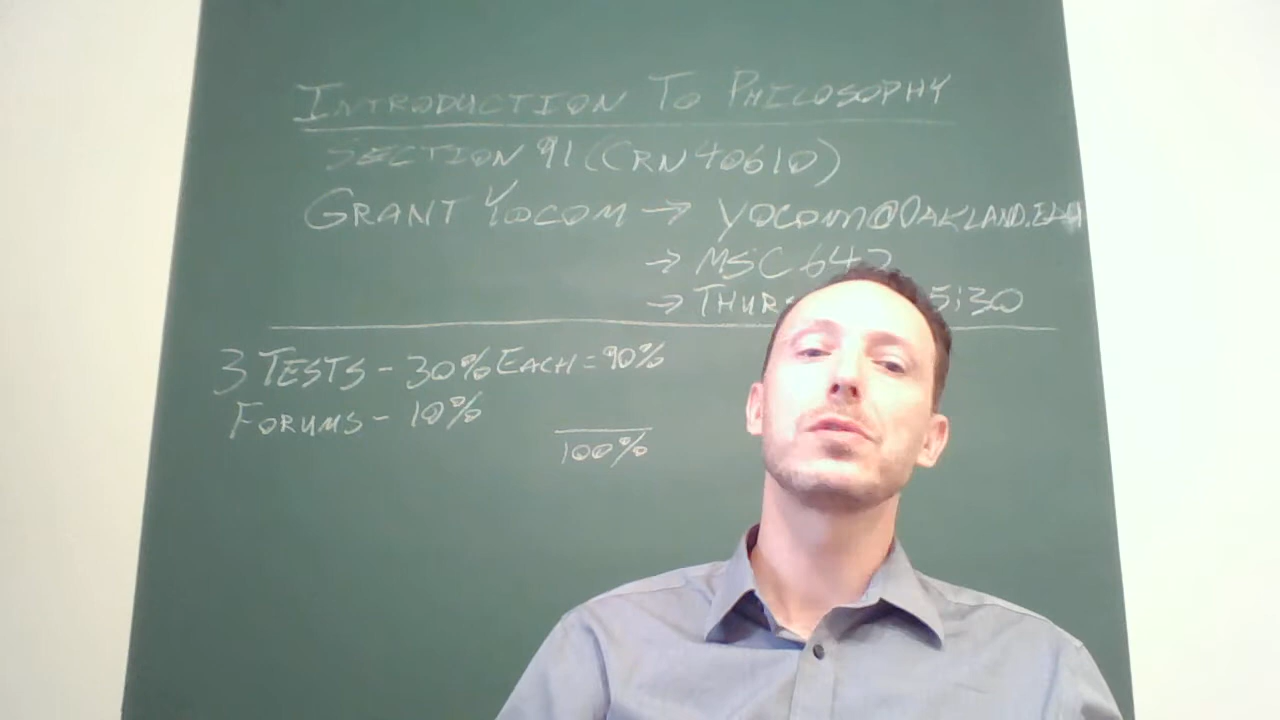 INTRODUCTION TO PHILOSOPHY
SECTION 91 (CRN 40610)
GRANT YOCOM → YOCOM@OAKLAND.EDU
→ MSC 642
→ 5:30
3 TESTS - 30% EACH = 90%
FORUMS - 10%
100%